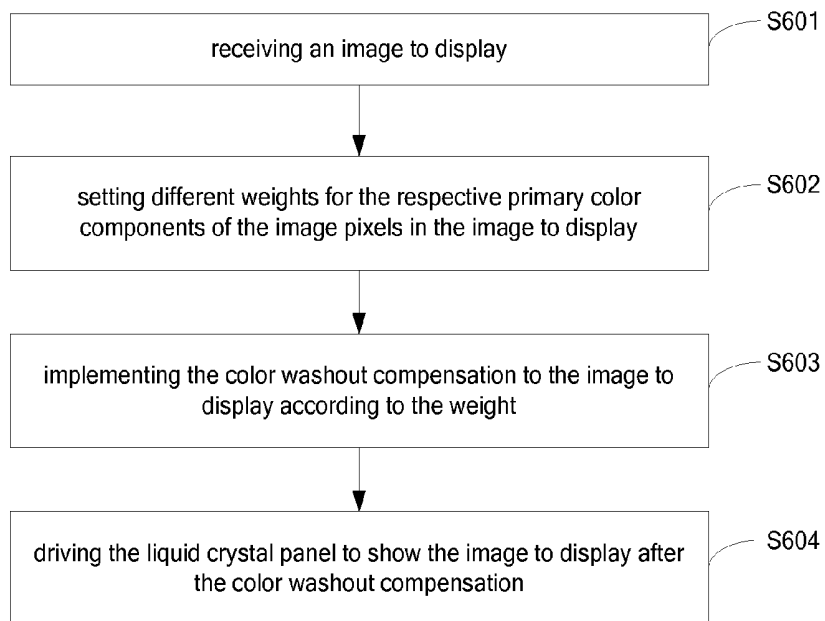 receiving an image to display
S601
setting different weights for the respective primary color
components of the image pixels in the image to display
S602
implementing the color washout compensation to the image to
display according to the weight
S603
driving the liquid crystal panel to show the image to display after
the color washout compensation
S604